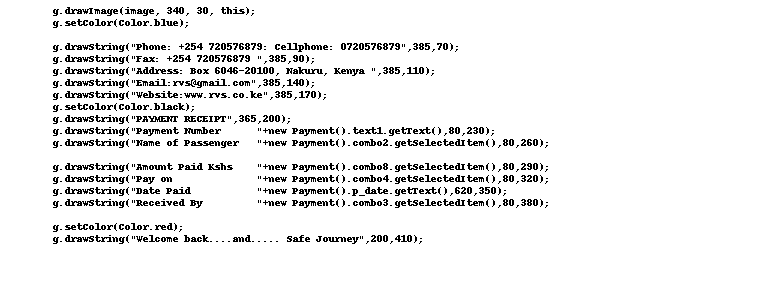 g.drawImage(image, 340, 30, this);
g.setColor(Color.blue);
g.drawString("Phone: +254 720576879: Cellphone: 0720576879",385,70);
g.drawString("Fax: +254 720576879 ",385,90);
g.drawString("Address: Box 6046-20100, Nakuru, Kenya ",385,110);
g.drawString("Email:rvs@gmail.com",385,140);
g.drawString("Website:www.rvs.co.ke",385,170);
g.setColor(Color.black);
g.drawString("PAYMENT RECEIPT",365,200);
g.drawString("Payment Number      "+new Payment().text1.getText(),80,230);
g.drawString("Name of Passenger   "+new Payment().combo2.getSelectedItem(),80,260);
g.drawString("Amount Paid Kshs    "+new Payment().combo8.getSelectedItem(),80,290);
g.drawString("Pay on              "+new Payment().combo4.getSelectedItem(),80,320);
g.drawString("Date Paid           "+new Payment().p_date.getText(),620,350);
g.drawString("Received By         "+new Payment().combo3.getSelectedItem(),80,380);
g.setColor(Color.red);
g.drawString("Welcome back....and..... Safe Journey",200,410);